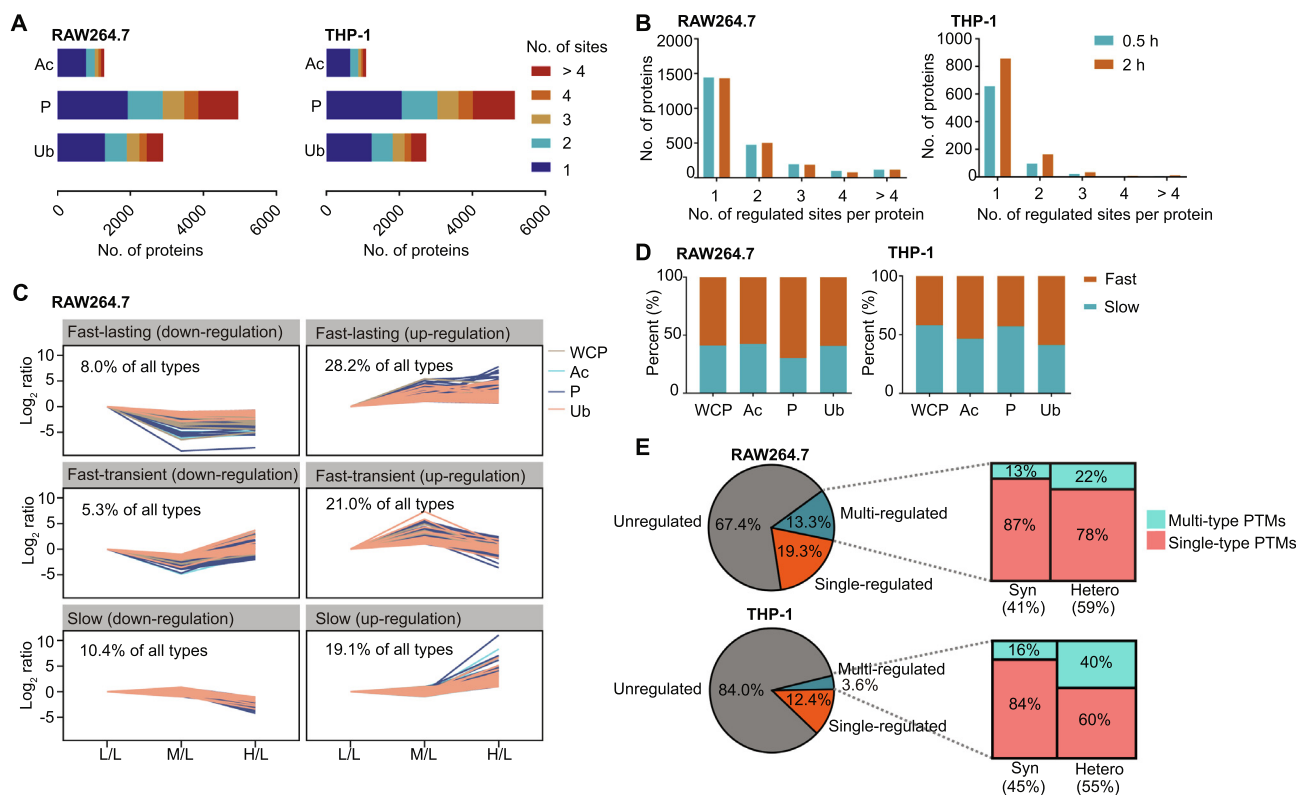 A
RAW264.7
THP-1
No. of sites
> 4
4
3
2
1
Ac
P
Ub
Ac
P
Ub
0
2000
4000
6000
No. of proteins
0
2000
4000
6000
No. of proteins
B
RAW264.7
THP-1
0.5 h
2 h
No. of proteins
2000
1500
1000
500
0
1
2
3
4
> 4
No. of regulated sites per protein
No. of proteins
1000
800
600
400
200
0
1
2
3
4
> 4
No. of regulated sites per protein
C
RAW264.7
Fast-lasting (down-regulation)
Fast-lasting (up-regulation)
8.0% of all types
28.2% of all types
Log2 ratio
10
5
0
−5
WCP
Ac
P
Ub
Fast-transient (down-regulation)
Fast-transient (up-regulation)
5.3% of all types
21.0% of all types
Log2 ratio
10
5
0
−5
Slow (down-regulation)
Slow (up-regulation)
10.4% of all types
19.1% of all types
Log2 ratio
10
5
0
−5
L/L
M/L
H/L
L/L
M/L
H/L
D
RAW264.7
THP-1
Percent (%)
100
50
0
WCP
Ac
P
Ub
Percent (%)
100
50
0
WCP
Ac
P
Ub
Fast
Slow
E
RAW264.7
Unregulated
67.4%
Multi-regulated
13.3%
19.3%
Single-regulated
13%
22%
87%
78%
Syn
(41%)
Hetero
(59%)
Multi-type PTMs
Single-type PTMs
THP-1
Unregulated
84.0%
Multi-regulated
3.6%
12.4%
Single-regulated
16%
40%
84%
60%
Syn
(45%)
Hetero
(55%)